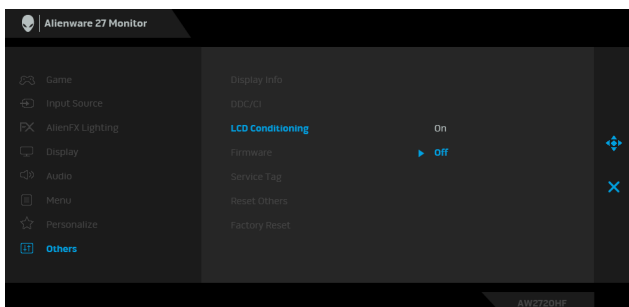 Alienware 27 Monitor
Game
Input Source
AlienFX Lighting
Display
Audio
Menu
Personalize
Others
Display Info
DDC/CI
LCD Conditioning On
Firmware Off
Service Tag
Reset Others
Factory Reset
AW2720HF